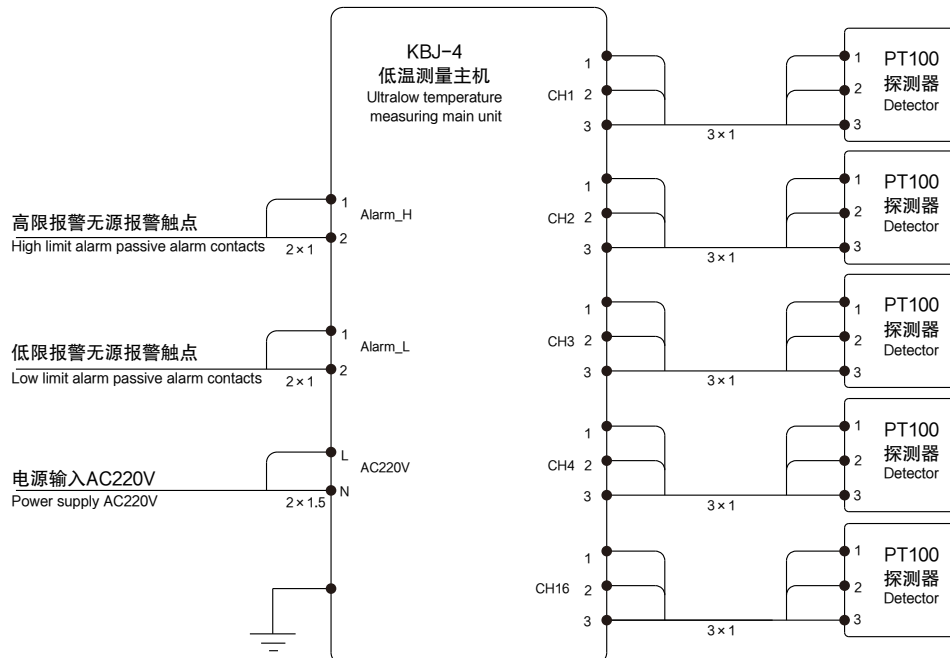 KBJ-4
低温测量主机
Ultralow temperature
measuring main unit
高限报警无源报警触点
High limit alarm passive alarm contacts
2×1
1
Alarm_H
2
低限报警无源报警触点
Low limit alarm passive alarm contacts
2×1
1
Alarm_L
2
电源输入AC220V
Power supply AC220V
2×1.5
L
AC220V
N
1
CH1 2
3
3×1
1
2
3
PT100
探测器
Detector
1
CH2 2
3
3×1
1
2
3
PT100
探测器
Detector
1
CH3 2
3
3×1
1
2
3
PT100
探测器
Detector
1
CH4 2
3
3×1
1
2
3
PT100
探测器
Detector
1
CH16 2
3
3×1
1
2
3
PT100
探测器
Detector